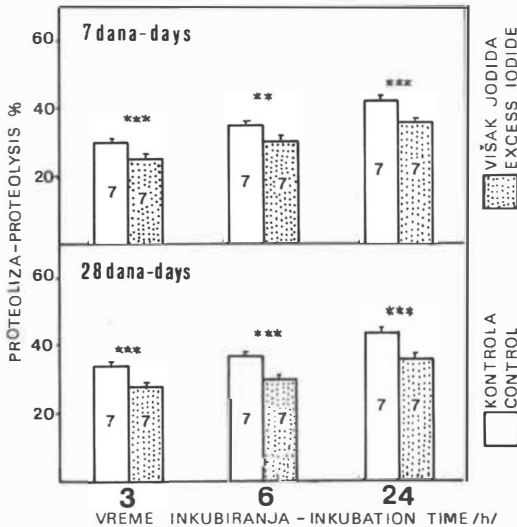 60
7 dana-days
***
**
***
40
20
7 7
7 7
7 7
60
28 dana-days
***
***
***
40
20
7 7
7 7
7 7
3 6 24
VREME INKUBIRANJA - INKUBATION TIME /h/
PROTEOLIZA-PROTEOLYSIS %
VIŠAK JODIDA
EXCESS IODIDE
KONTROLA
CONTROL